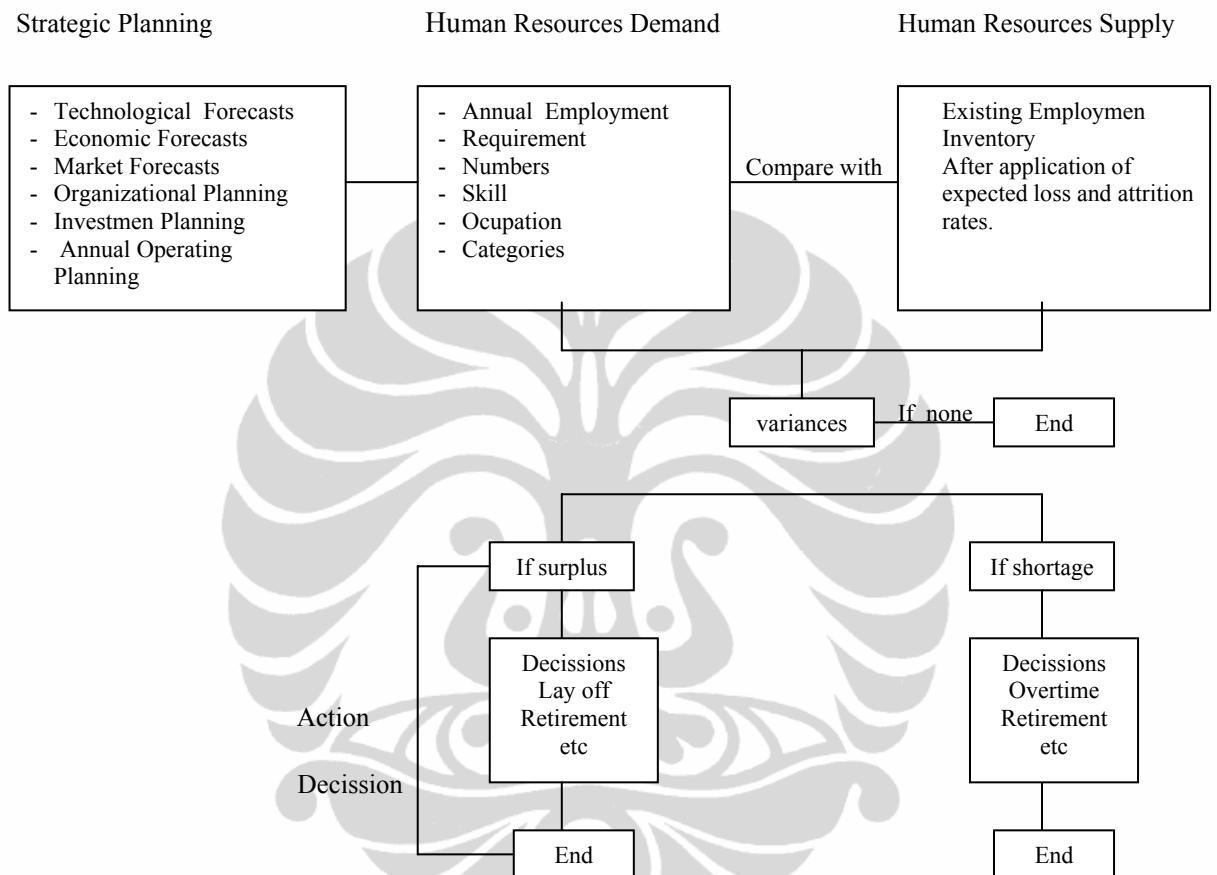 Strategic Planning
Human Resources Demand
Human Resources Supply
- Technological Forecasts
- Economic Forecasts
- Market Forecasts
- Organizational Planning
- Investmen Planning
- Annual Operating
Planning
- Annual Employment
- Requirement
- Numbers
- Skill
- Ocupation
- Categories
Compare with
Existing Employmen
Inventory
After application of
expected loss and attrition
rates.
variances
If none
End
If surplus
If shortage
Decissions
Lay off
Retirement
etc
Decissions
Overtime
Retirement
etc
Action
Decission
End
End